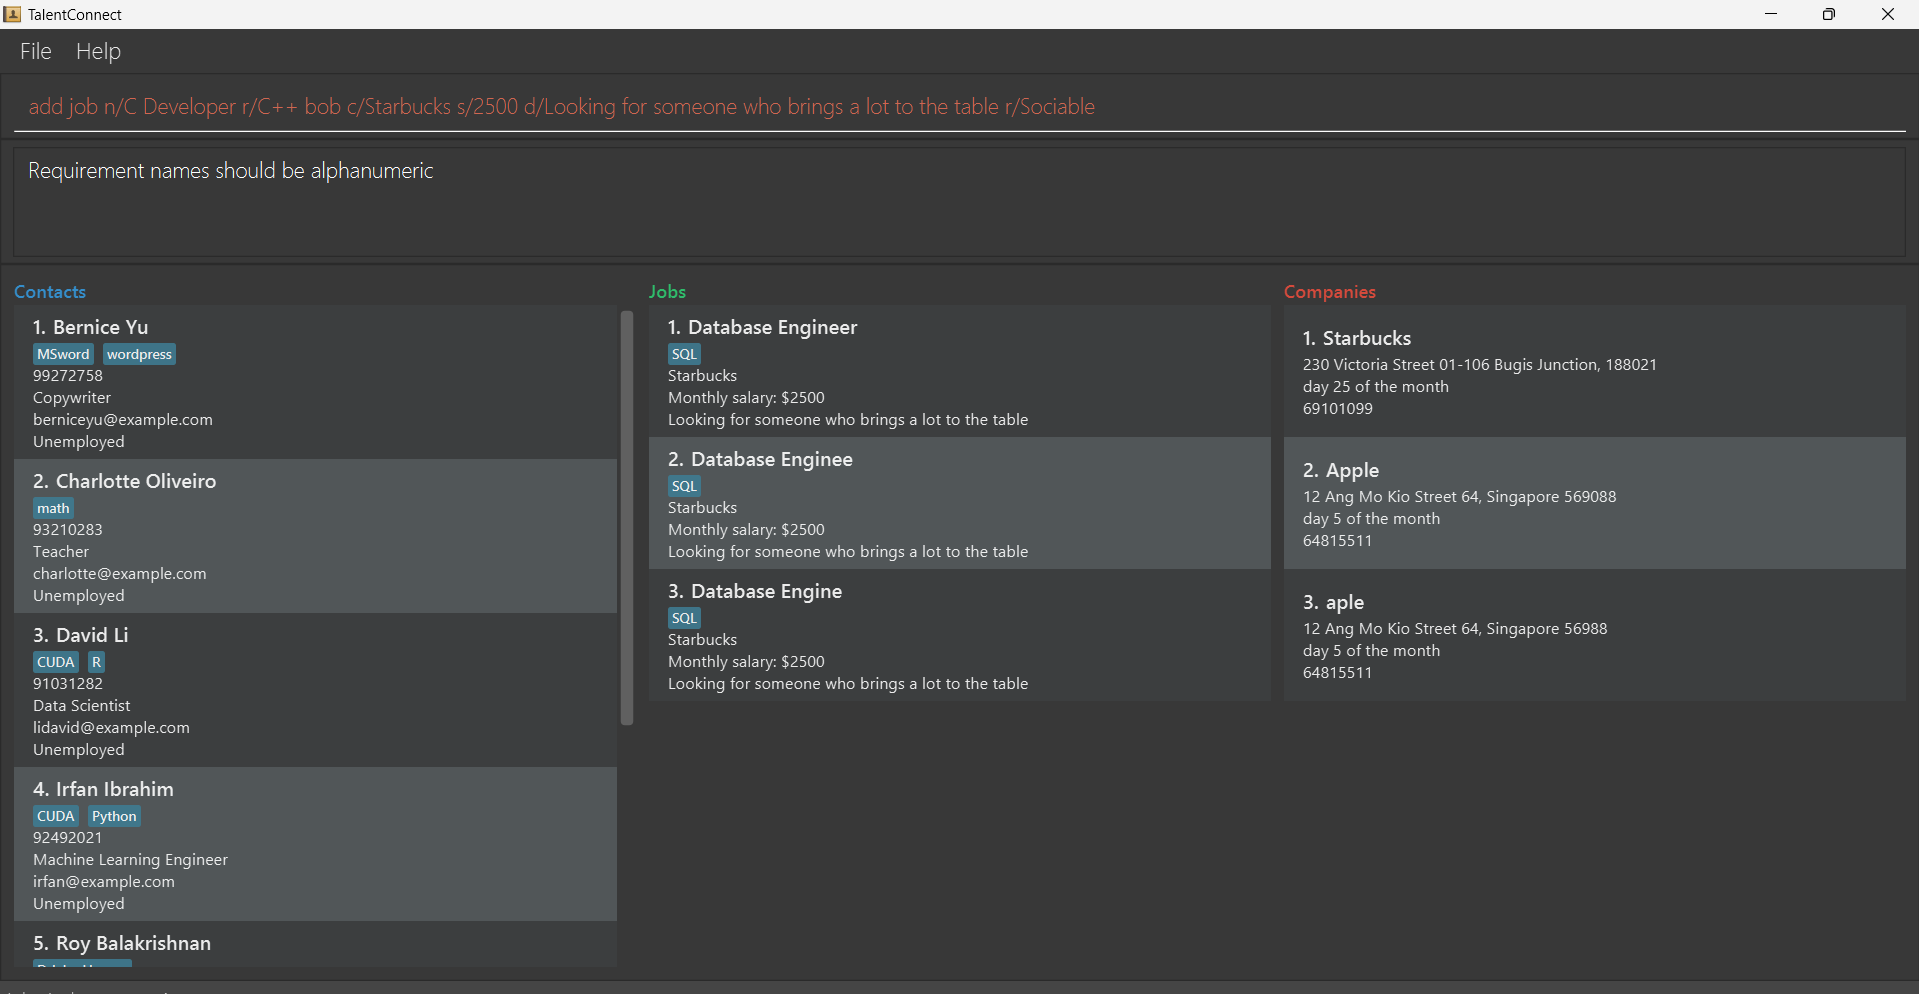 TalentConnect
File Help
add job n/C Developer r/C++ bob c/Starbucks s/2500 d/Looking for someone who brings a lot to the table r/Sociable
Requirement names should be alphanumeric
Contacts
1. Bernice Yu
MSword wordpress
99272758
Copywriter
berniceyu@example.com
Unemployed
2. Charlotte Oliveiro
math
93210283
Teacher
charlotte@example.com
Unemployed
3. David Li
CUDA R
91031282
Data Scientist
lidavid@example.com
Unemployed
4. Irfan Ibrahim
CUDA Python
92492021
Machine Learning Engineer
irfan@example.com
Unemployed
5. Roy Balakrishnan
Jobs
1. Database Engineer
SQL
Starbucks
Monthly salary: $2500
Looking for someone who brings a lot to the table
2. Database Enginee
SQL
Starbucks
Monthly salary: $2500
Looking for someone who brings a lot to the table
3. Database Engine
SQL
Starbucks
Monthly salary: $2500
Looking for someone who brings a lot to the table
Companies
1. Starbucks
230 Victoria Street 01-106 Bugis Junction, 188021
day 25 of the month
69101099
2. Apple
12 Ang Mo Kio Street 64, Singapore 569088
day 5 of the month
64815511
3. aple
12 Ang Mo Kio Street 64, Singapore 56988
day 5 of the month
64815511